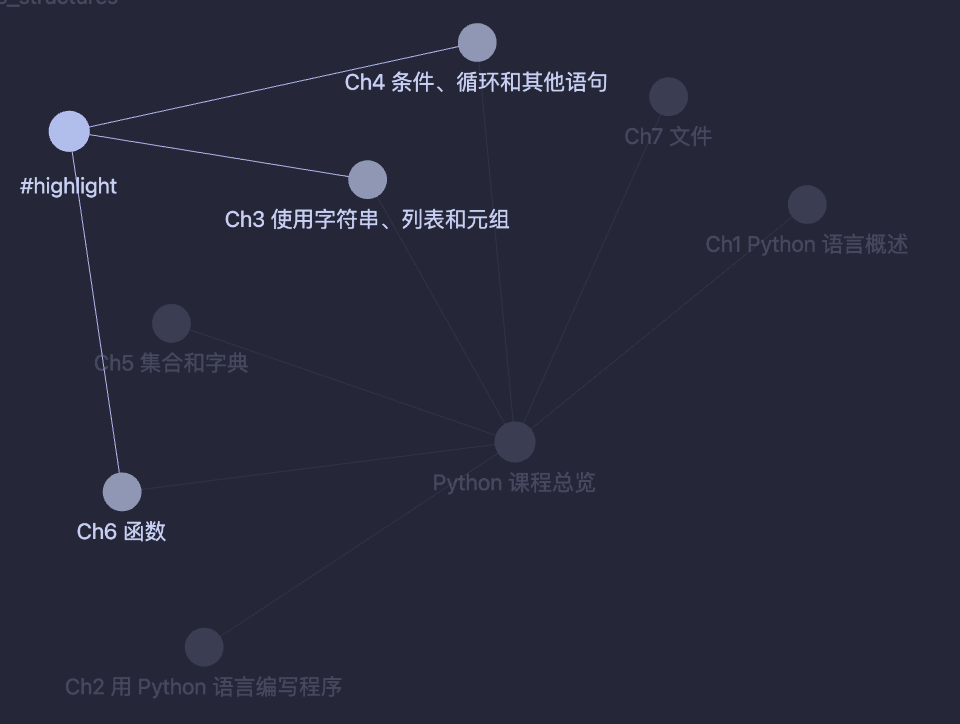 s_structures
Ch4 条件、循环和其他语句
Ch7 文件
#highlight
Ch3 使用字符串、列表和元组
Ch1 Python 语言概述
Ch5 集合和字典
Python 课程总览
Ch6 函数
Ch2 用 Python 语言编写程序